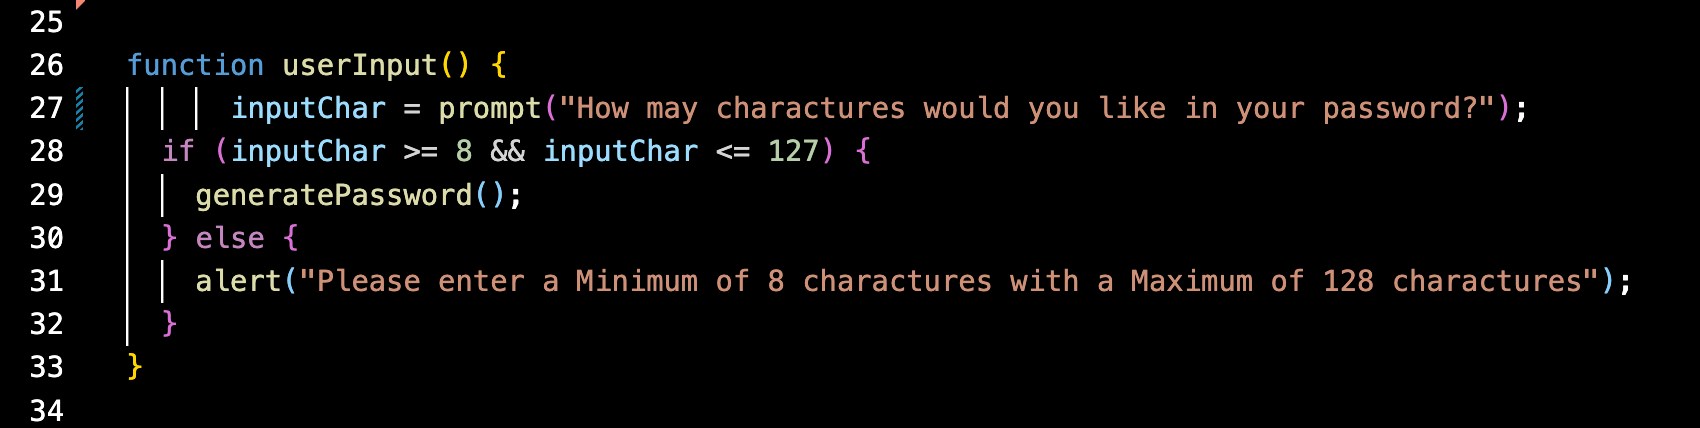 25
26 function userInput() {
27 inputChar = prompt("How may charactures would you like in your password?");
28 if (inputChar >= 8 && inputChar <= 127) {
29 generatePassword();
30 } else {
31 alert("Please enter a Minimum of 8 charactures with a Maximum of 128 charactures");
32 }
33 }
34